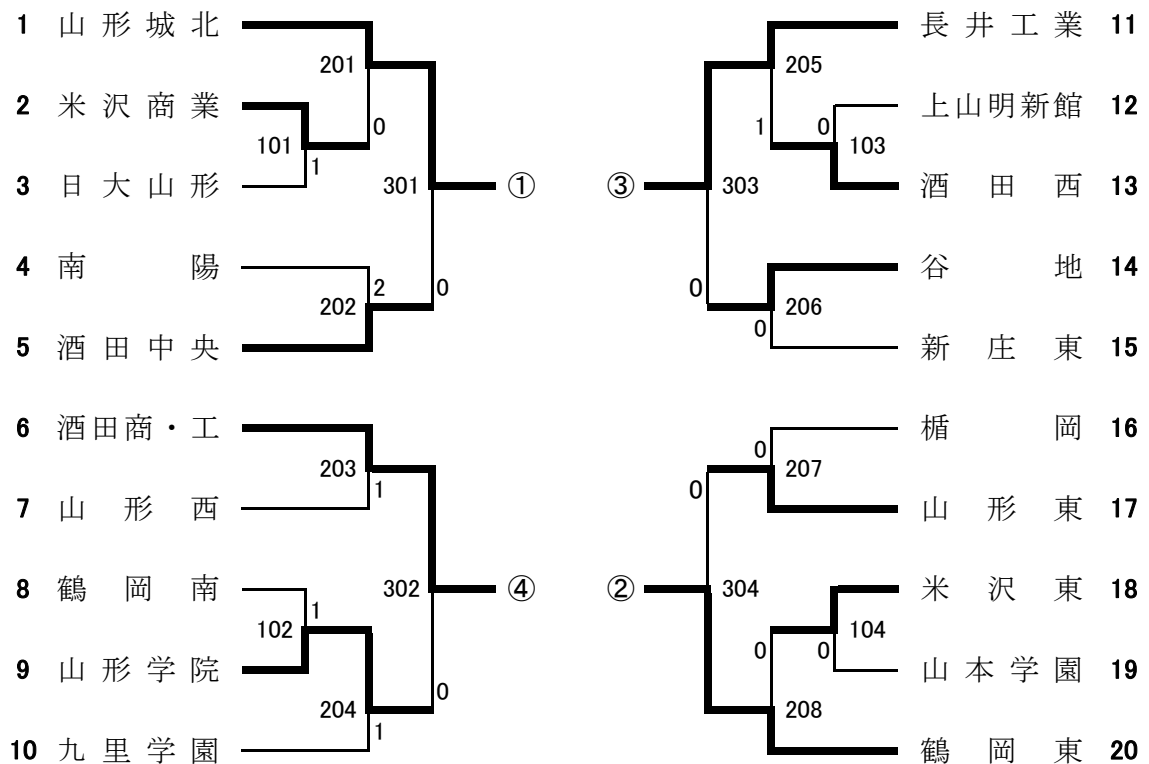 1 山形城北
201
2 米沢商業
0
101
1
3 日大山形
301
①
4 南陽
2
0
202
5 酒田中央
6 酒田商・工
203
1
7 山形西
8 鶴岡南
1
302
④
102
9 山形学院
0
204
1
10 九里学園
長井工業 11
205
上山明新館 12
1
0
103
③
303
酒田西 13
谷地 14
0
206
0
新庄東 15
楯岡 16
0
207
0
山形東 17
②
304
米沢東 18
104
0
0
山本学園 19
208
鶴岡東 20